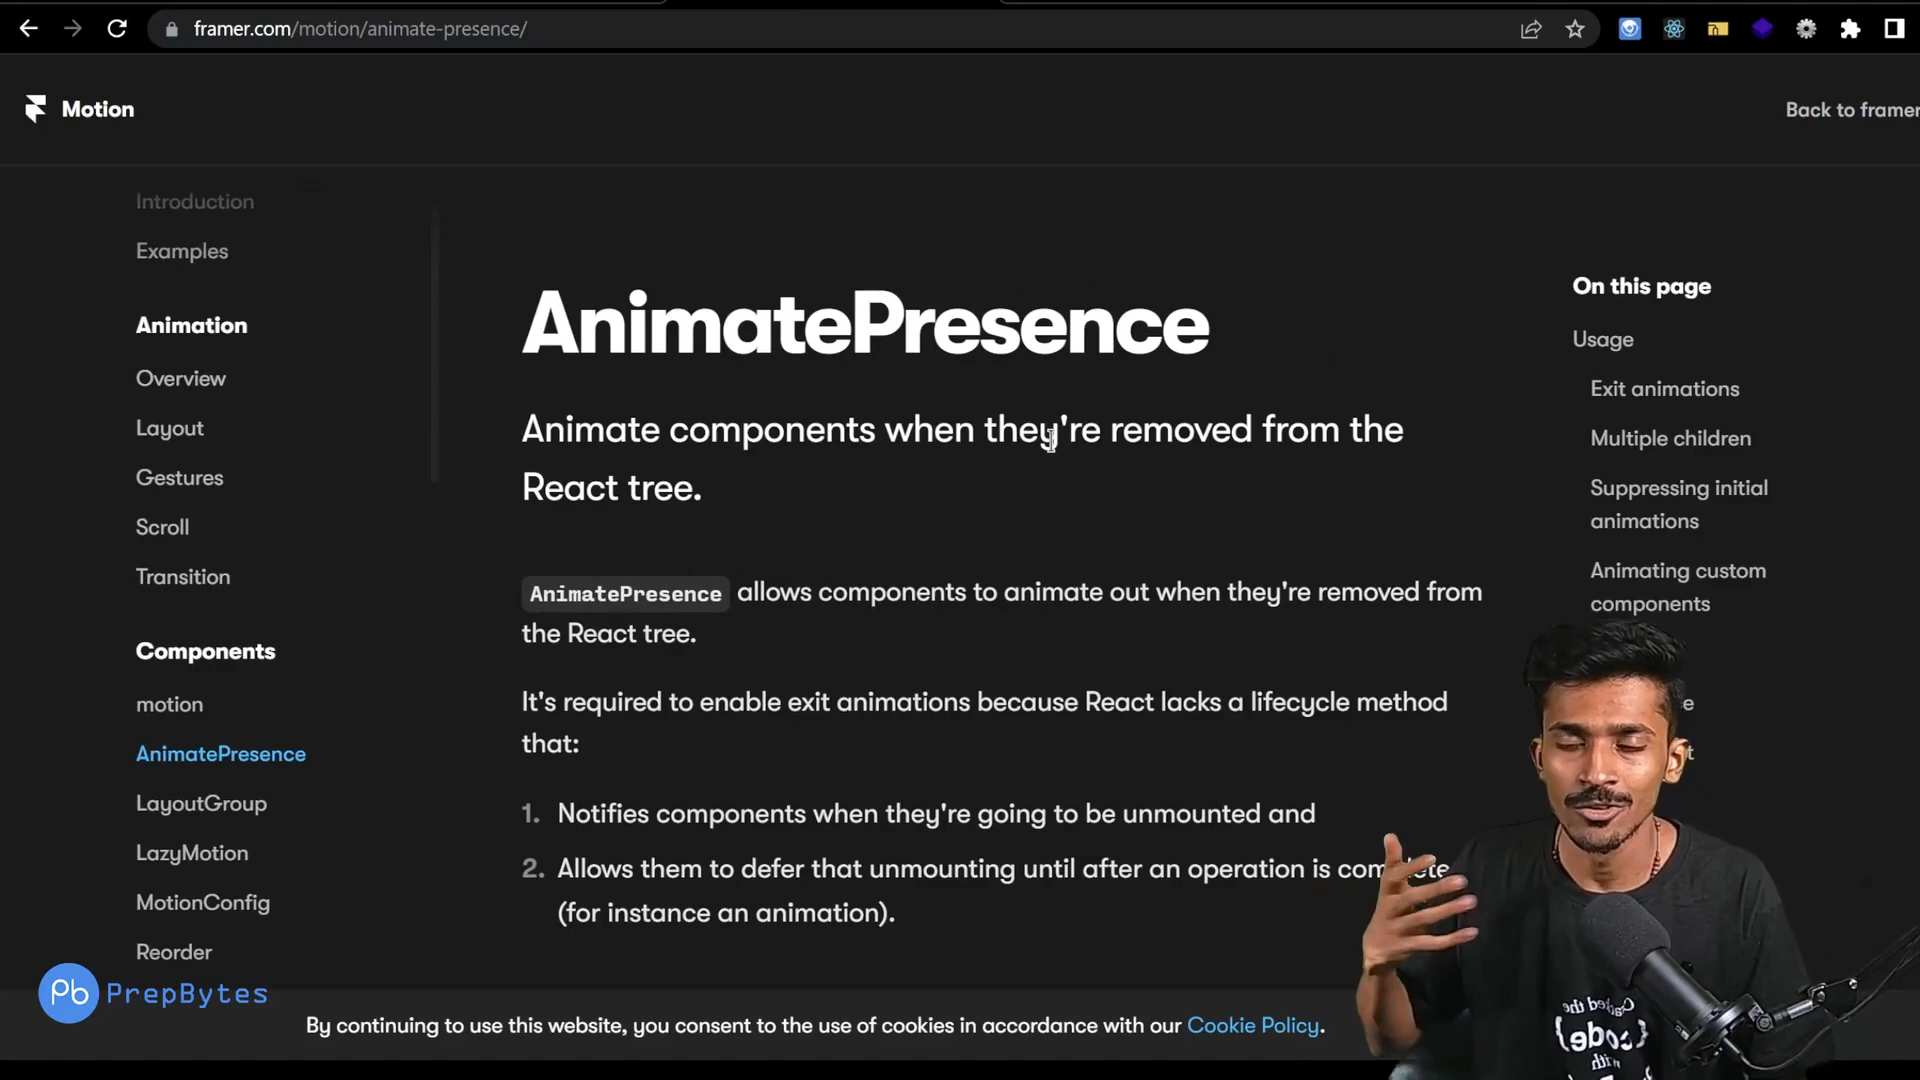 framer.com/motion/animate-presence/
Motion
Back to framer
Introduction
Examples
Animation
Overview
Layout
Gestures
Scroll
Transition
Components
motion
AnimatePresence
LayoutGroup
LazyMotion
MotionConfig
Reorder
AnimatePresence
Animate components when they're removed from the
React tree.
AnimatePresence allows components to animate out when they're removed from
the React tree.
It's required to enable exit animations because React lacks a lifecycle method
that:
1. Notifies components when they're going to be unmounted and
2. Allows them to defer that unmounting until after an operation is complete
(for instance an animation).
On this page
Usage
Exit animations
Multiple children
Suppressing initial
animations
Animating custom
components
Pb PrepBytes
By continuing to use this website, you consent to the use of cookies in accordance with our Cookie Policy.
Cracked the
{code}
with